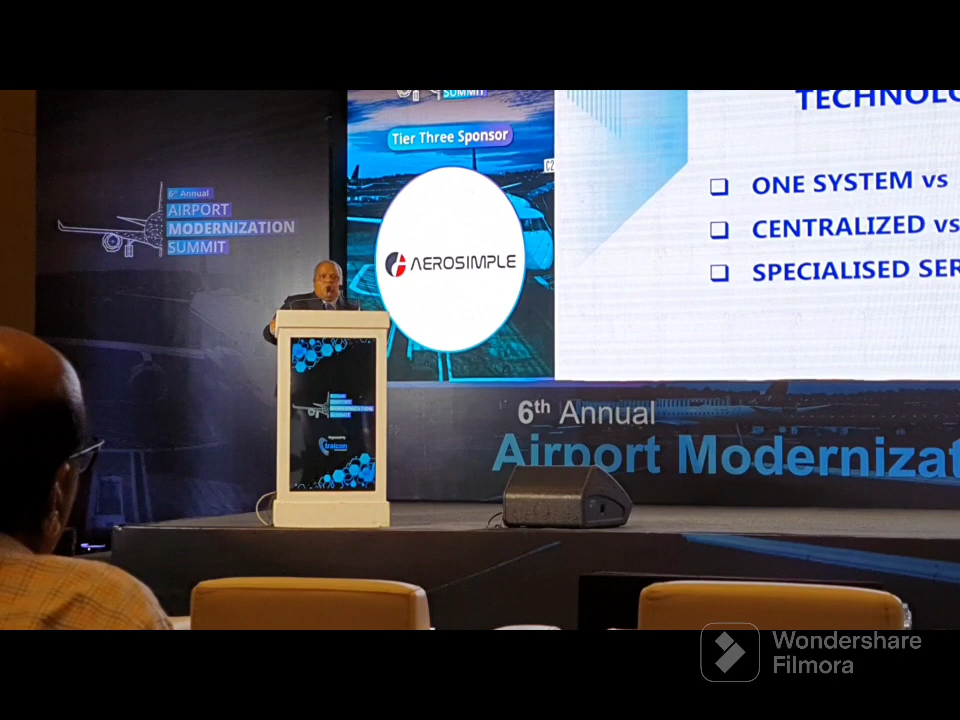 6th Annual
AIRPORT
MODERNIZATION
SUMMIT
SUMMIT
Tier Three Sponsor
AEROSIMPLE
TECHNOLO
ONE SYSTEM vs
CENTRALIZED vs
SPECIALISED SER
6th Annual
Airport Modernizat
traicon
Wondershare
Filmora